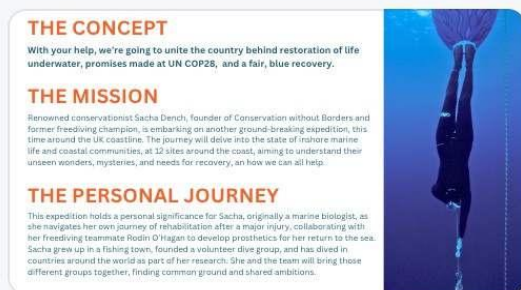 THE CONCEPT
With your help, we're going to unite the country behind restoration of life
underwater, promises made at UN COP28, and a fair, blue recovery.
THE MISSION
Renowned conservationist Sacha Dench, founder of Conservation without Borders and
former freediving champion, is embarking on another ground-breaking expedition, this
time around the UK coastline. The journey will delve into the state of inshore marine
life and coastal communities, at 12 sites around the coast, aiming to understand their
unseen wonders, mysteries, and needs for recovery, an how we can all help.
THE PERSONAL JOURNEY
This expedition holds a personal significance for Sacha, originally a marine biologist, as
she navigates her own journey of rehabilitation after a major injury, collaborating with
her freediving teammate Rodin O'Hagan to develop prosthetics for her return to the sea.
Sacha grew up in a fishing town, founded a volunteer dive group, and has dived in
countries around the world as part of her research. She and the team will bring those
different groups together, finding common ground and shared ambitions.